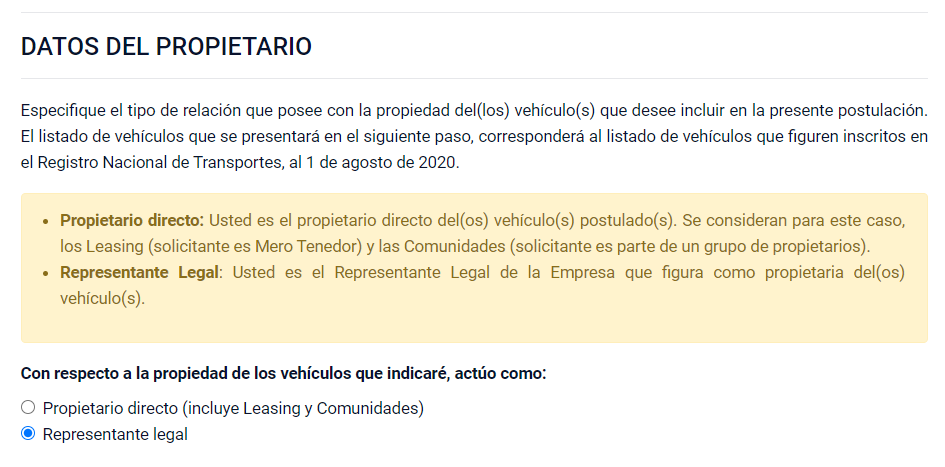 DATOS DEL PROPIETARIO
Especifique el tipo de relación que posee con la propiedad del(los) vehículo(s) que desee incluir en la presente postulación.
El listado de vehículos que se presentará en el siguiente paso, corresponderá al listado de vehículos que figuren inscritos en
el Registro Nacional de Transportes, al 1 de agosto de 2020.
• Propietario directo: Usted es el propietario directo del(os) vehículo(s) postulado(s). Se consideran para este caso,
los Leasing (solicitante es Mero Tenedor) y las Comunidades (solicitante es parte de un grupo de propietarios).
• Representante Legal: Usted es el Representante Legal de la Empresa que figura como propietaria del(os)
vehículo(s).
Con respecto a la propiedad de los vehículos que indicaré, actúo como:
Propietario directo (incluye Leasing y Comunidades)
Representante legal